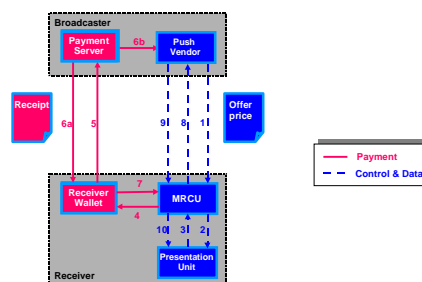 Broadcaster
Payment
Server
6b
Push
Vendor
Receipt
6a
5
9
8
1
Offer
price
Payment
Control & Data
Receiver
Wallet
7
4
MRCU
10
3
2
Presentation
Unit
Receiver